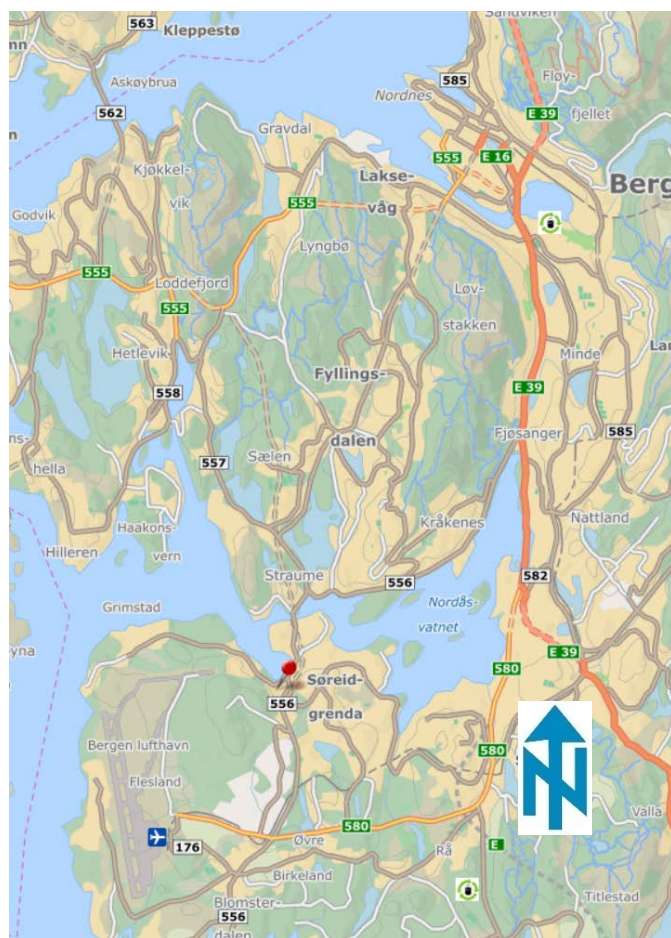 563
Kleppestø
Sandviken
Askøybrua
562
585
Nordnes
Fløy-
fjellet
E 39
Gravdal
555
E 16
Kjøkkel-
vik
Lakse-
våg
Berg
Godvik
555
Lyngbø
555
Loddefjord
555
Løv-
stakken
Hetlevik
Minde
Lan
Fyllings-
dalen
E 39
558
585
Fjøsanger
557
Sælen
ns-
hella
Haakons-
vern
Kråkenes
Nattland
Hilleren
Straume
556
582
Grimstad
Nordås-
vatnet
øyna
E 39
580
Søreid-
grenda
556
Bergen lufthavn
Flesland
580
Valla
580
176
Øvre
E
Rå
Birkeland
Titlestad
556
Blomster-
dalen
N